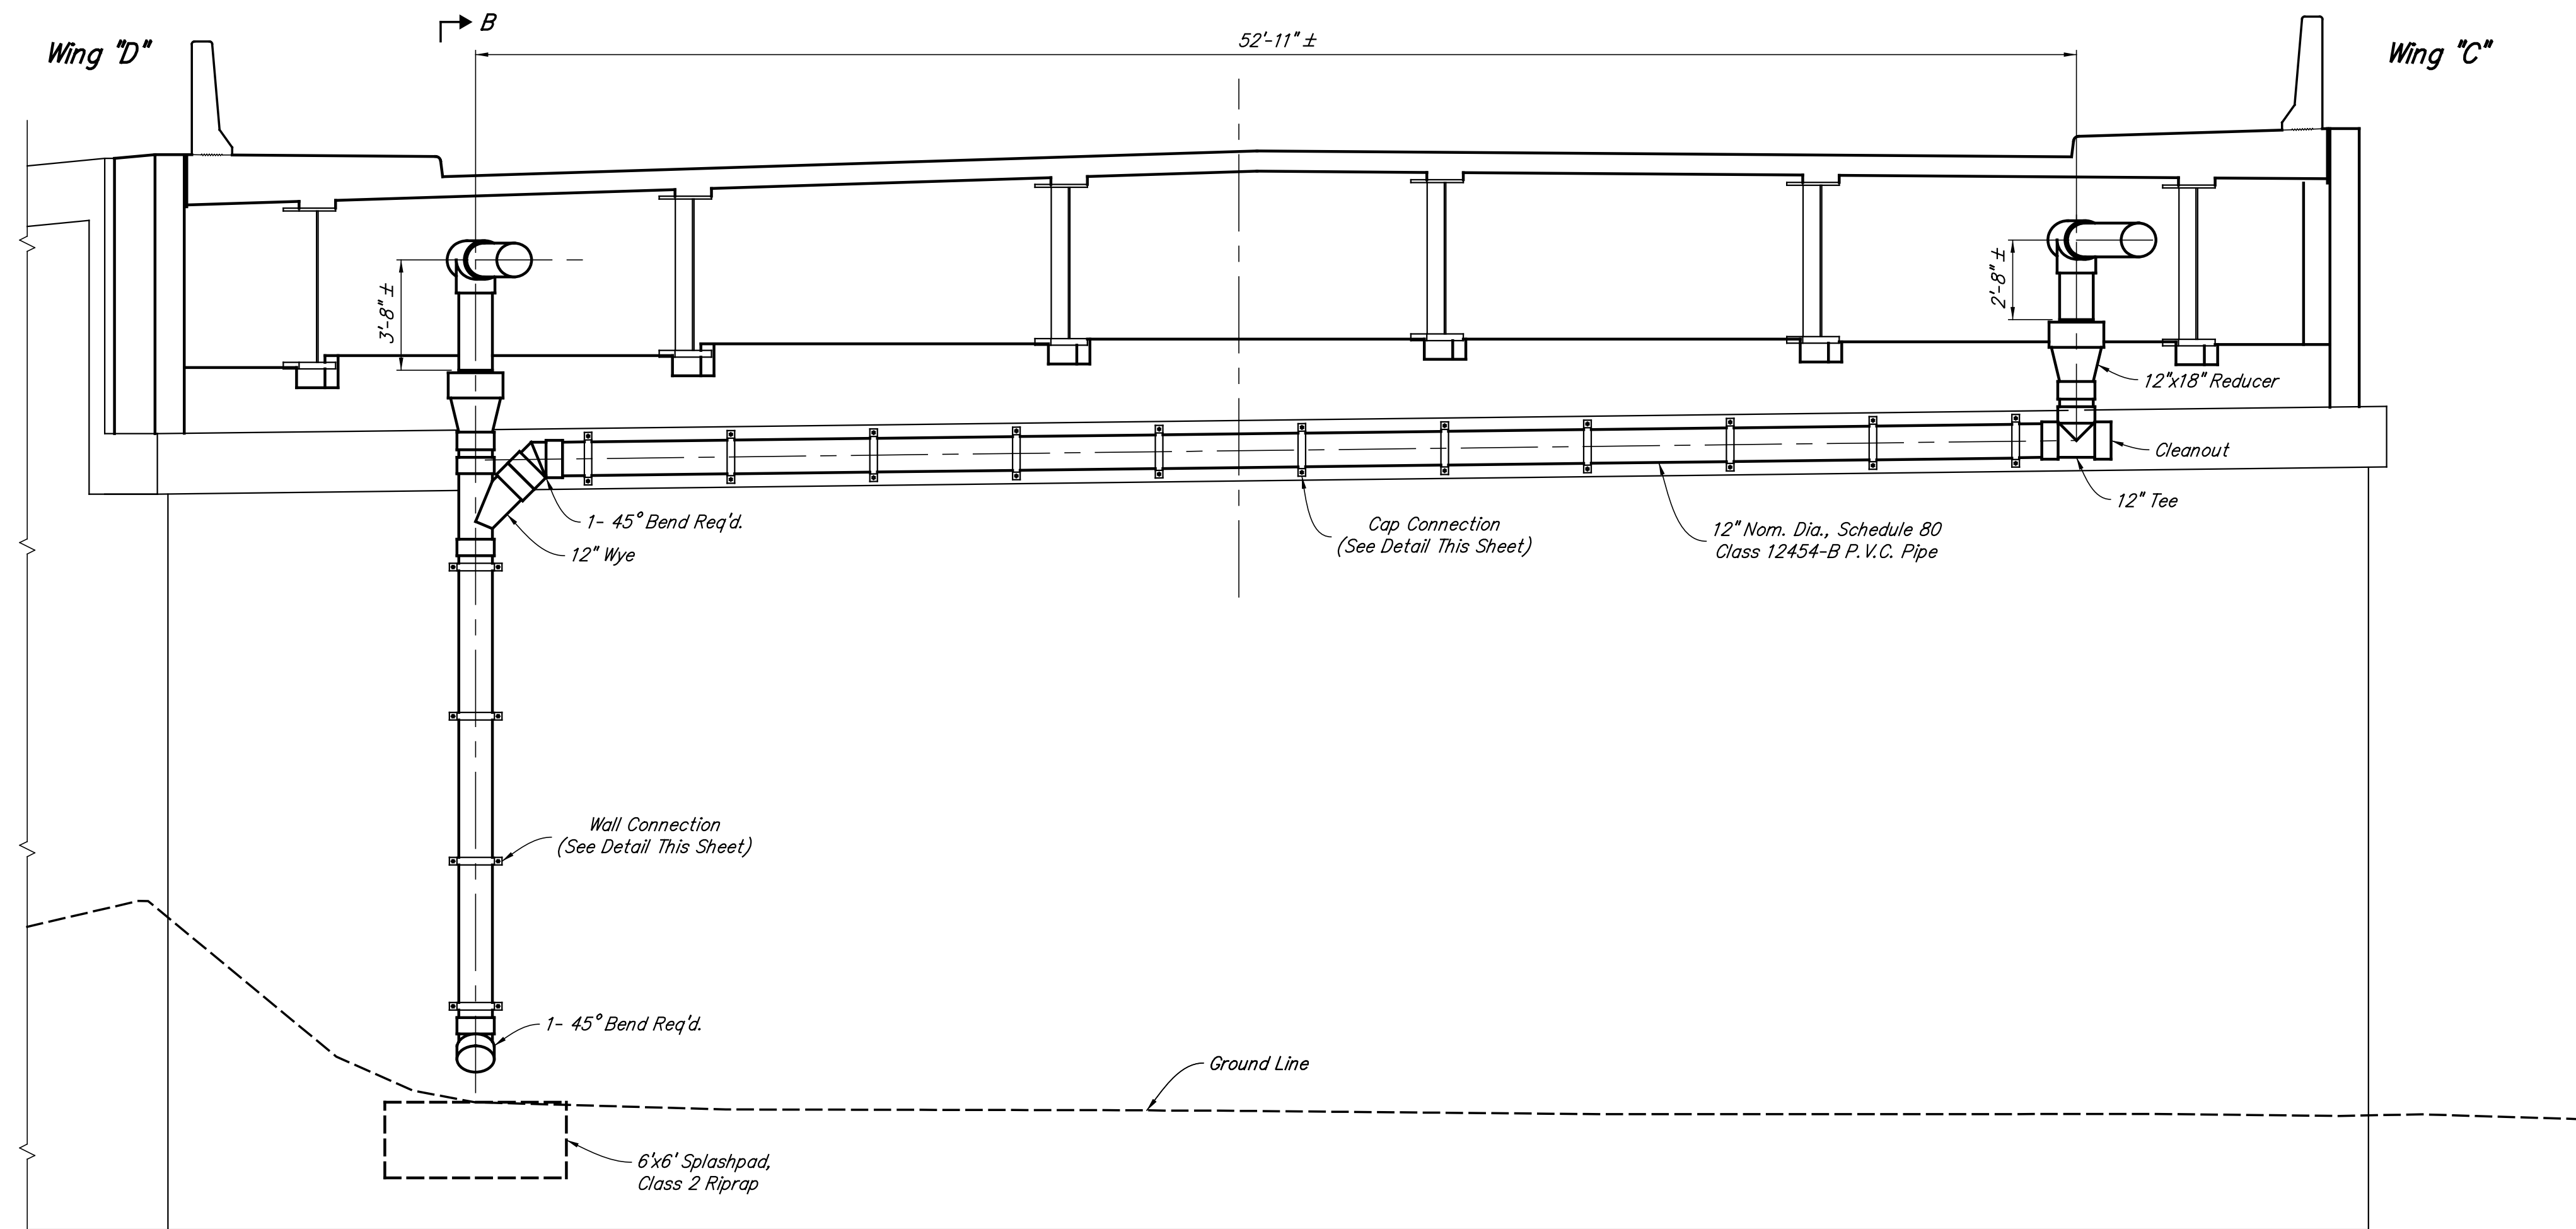 B
52'-11" ±
Wing "D"
Wing "C"
3'-8" ±
2'-8" ±
12"x18" Reducer
Cleanout
12" Tee
1- 45° Bend Req'd.
12" Wye
Cap Connection
(See Detail This Sheet)
12" Nom. Dia., Schedule 80
Class 12454-B P.V.C. Pipe
Wall Connection
(See Detail This Sheet)
1- 45° Bend Req'd.
Ground Line
6'x6' Splashpad,
Class 2 Riprap